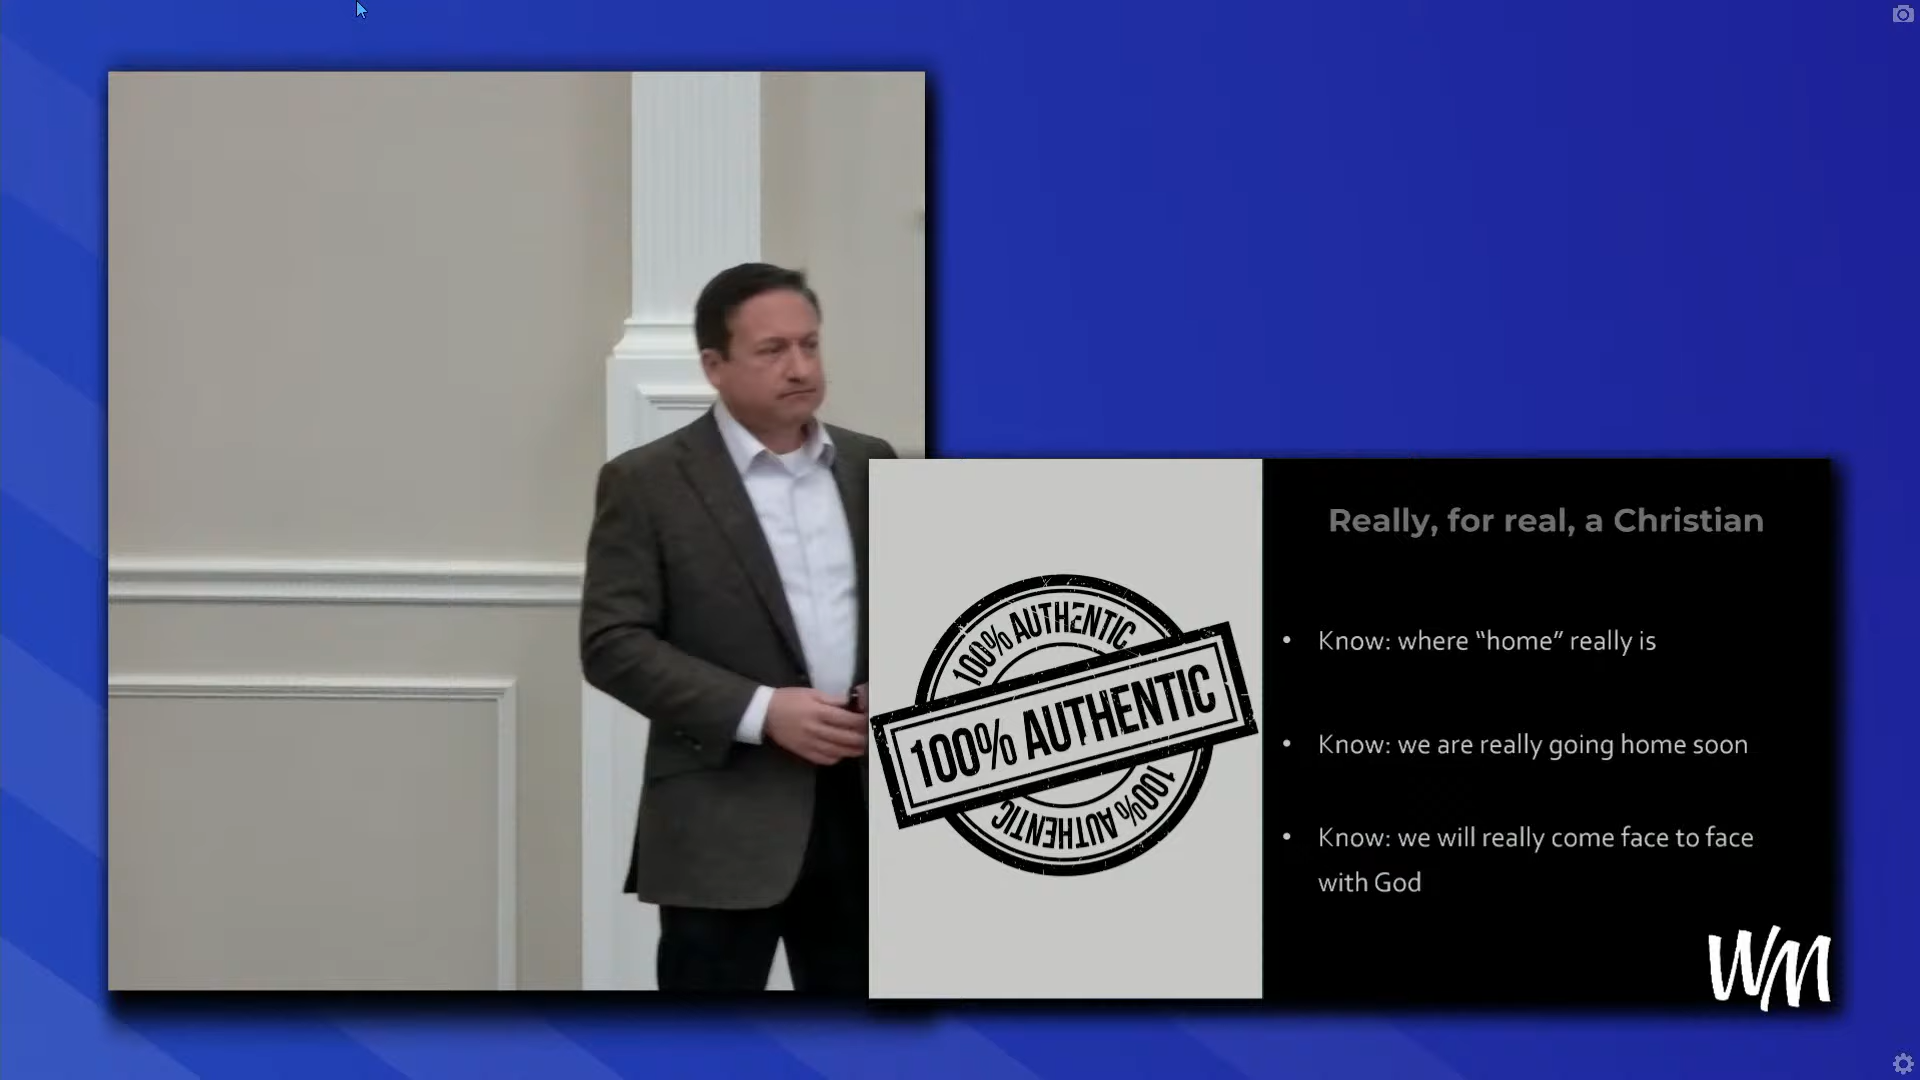 Really, for real, a Christian
100% AUTHENTIC
100% AUTHENTIC
100% AUTHENTIC
• Know: where “home” really is
• Know: we are really going home soon
• Know: we will really come face to face
with God
WM